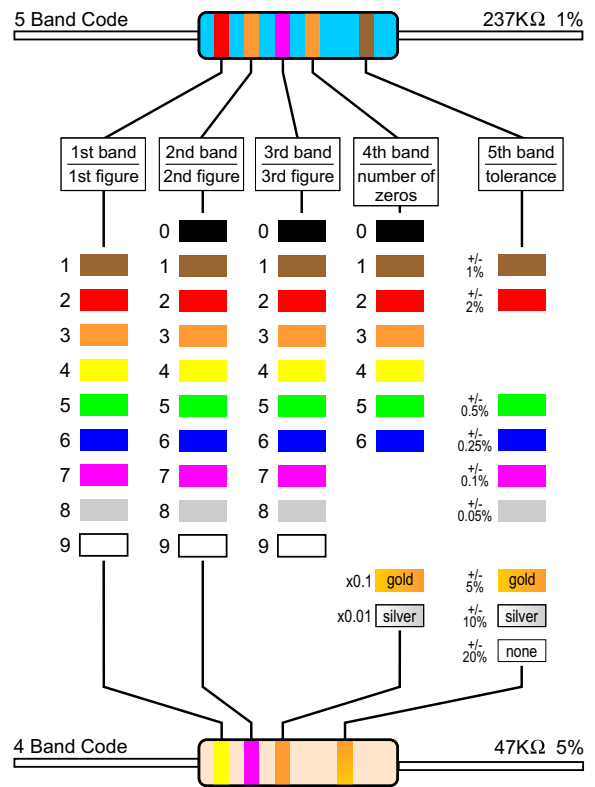 5 Band Code 237KΩ 1%
1st band 2nd band 3rd band 4th band 5th band
1st figure 2nd figure 3rd figure number of zeros tolerance
0 0 0
1 1 1 1 +/- 1%
2 2 2 2 +/- 2%
3 3 3 3
4 4 4 4
5 5 5 5 +/- 0.5%
6 6 6 6 +/- 0.25%
7 7 7 +/- 0.1%
8 8 8 +/- 0.05%
9 9 9
x0.1 gold +/- 5% gold
x0.01 silver +/- 10% silver
+/- 20% none
4 Band Code 47KΩ 5%